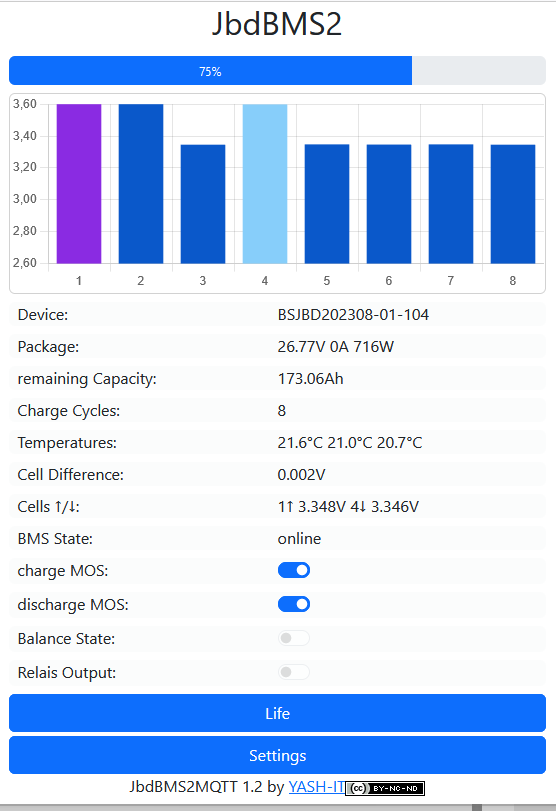 JbdBMS2
75%
3,60
3,40
3,20
3,00
2,80
2,60
1 2 3 4 5 6 7 8
Device: BSJBD202308-01-104
Package: 26.77V 0A 716W
remaining Capacity: 173.06Ah
Charge Cycles: 8
Temperatures: 21.6°C 21.0°C 20.7°C
Cell Difference: 0.002V
Cells ↑/↓: 1↑ 3.348V 4↓ 3.346V
BMS State: online
charge MOS:
discharge MOS:
Balance State:
Relais Output:
Life
Settings
JbdBMS2MQTT 1.2 by YASH-IT (cc) BY-NC-ND